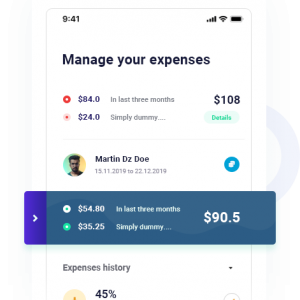 9:41
Manage your expenses
$84.0 In last three months $108
$24.0 Simply dummy.... Details
Martin Dz Doe
15.11.2019 to 22.12.2019
$54.80 In last three months
$90.5
$35.25 Simply dummy....
Expenses history
45%